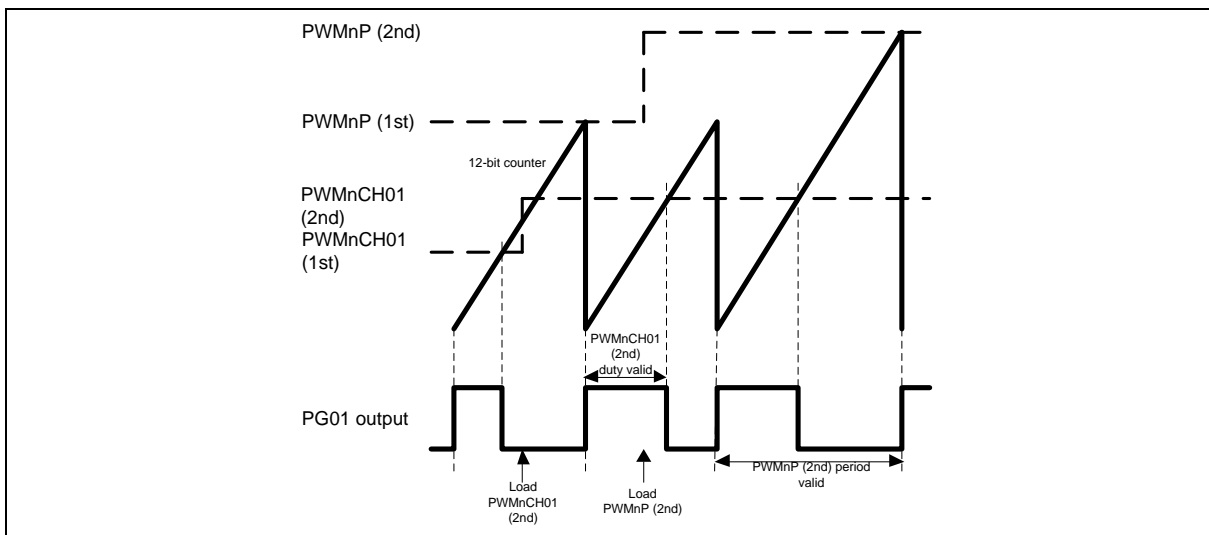 PWMnP (2nd)
PWMnP (1st)
12-bit counter
PWMnCH01
(2nd)
PWMnCH01
(1st)
PWMnCH01
(2nd)
duty valid
PG01 output
PWMnP (2nd) period
valid
Load
PWMnCH01
(2nd)
Load
PWMnP (2nd)